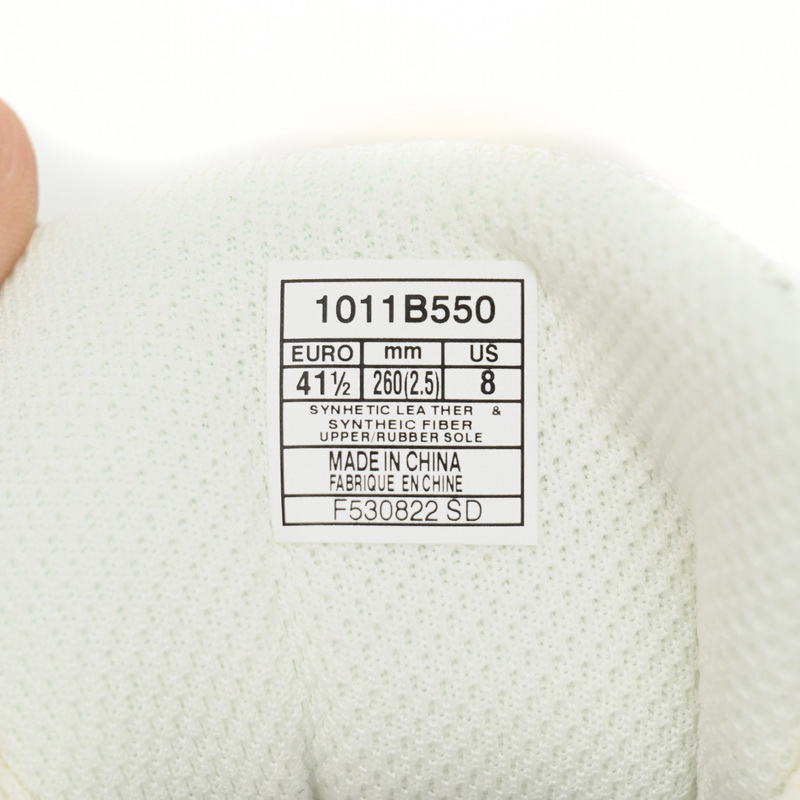 1011B550
EURO mm US
41½ 260(2.5) 8
SYNHETIC LEA THER &
SYNTHEIC FIBER
UPPER/RUBBER SOLE
MADE IN CHINA
FABRIQUE EN CHINE
F530822 SD